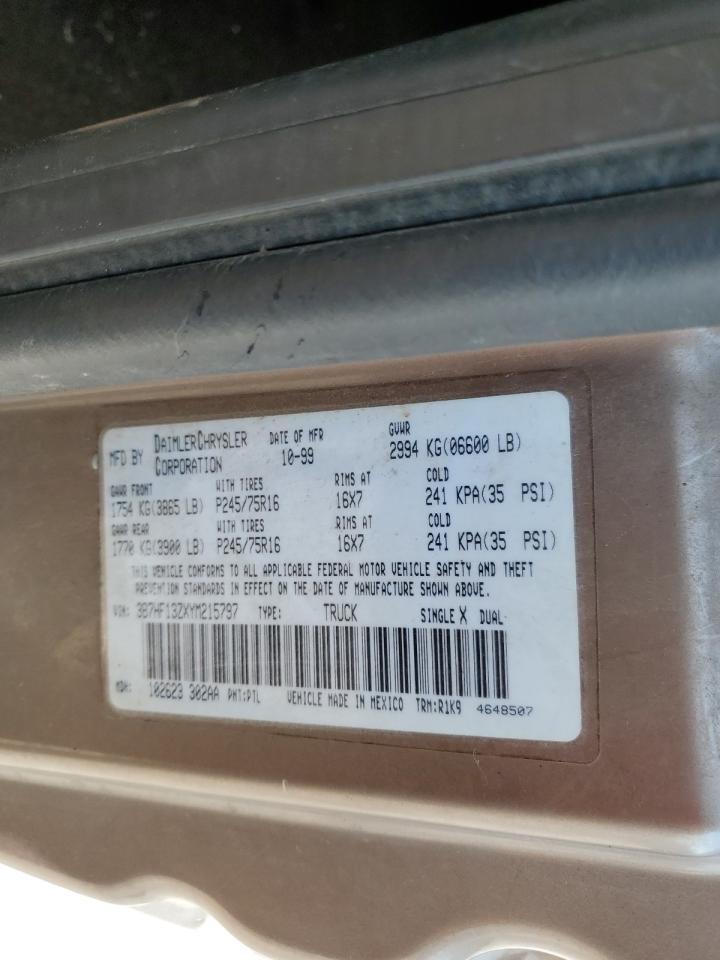 MFD BY DAIMLERCHRYSLER CORPORATION DATE OF MFR 10-99 GVWR 2994 KG(06600 LB)
GAWR FRONT WITH TIRES RIMS AT COLD
1754 KG(3865 LB) P245/75R16 16X7 241 KPA(35 PSI)
GAWR REAR WITH TIRES RIMS AT COLD
1770 KG(3900 LB) P245/75R16 16X7 241 KPA(35 PSI)
THIS VEHICLE CONFORMS TO ALL APPLICABLE FEDERAL MOTOR VEHICLE SAFETY AND THEFT
PREVENTION STANDARDS IN EFFECT ON THE DATE OF MANUFACTURE SHOWN ABOVE.
VIN: 3B7HF13ZXYM215797 TYPE: TRUCK SINGLE X DUAL
MDH: 102623 302AA PNT:PTL VEHICLE MADE IN MEXICO TRM:R1K9 4648507